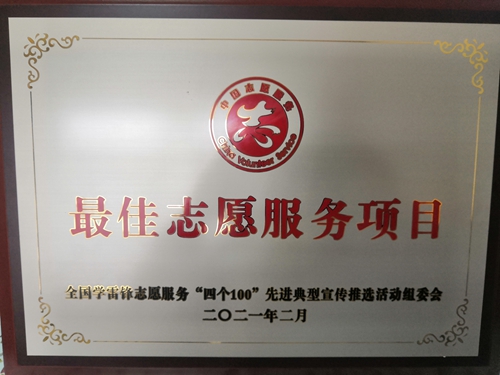 中国志愿服务
China Volunteer Service
最佳志愿服务项目
全国学雷锋志愿服务“四个100”先进典型宣传推选活动组委会
二〇二一年二月